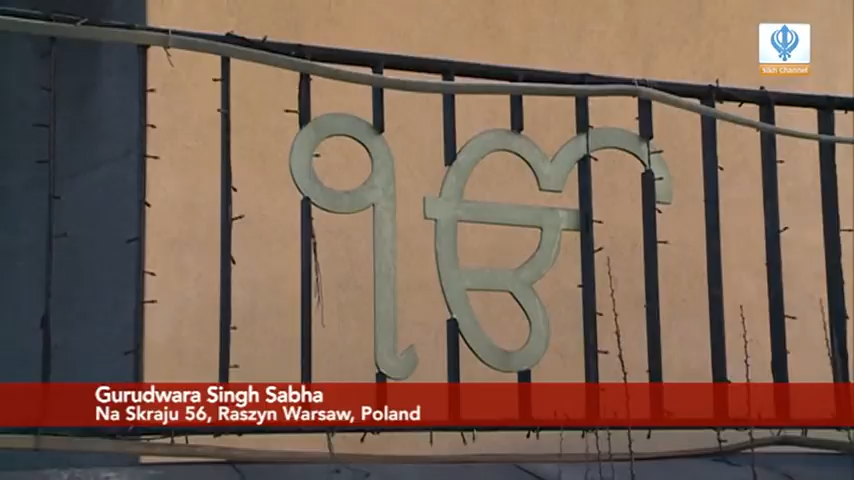 Sikh Channel
ੴ
Gurudwara Singh Sabha
Na Skraju 56, Raszyn Warsaw, Poland